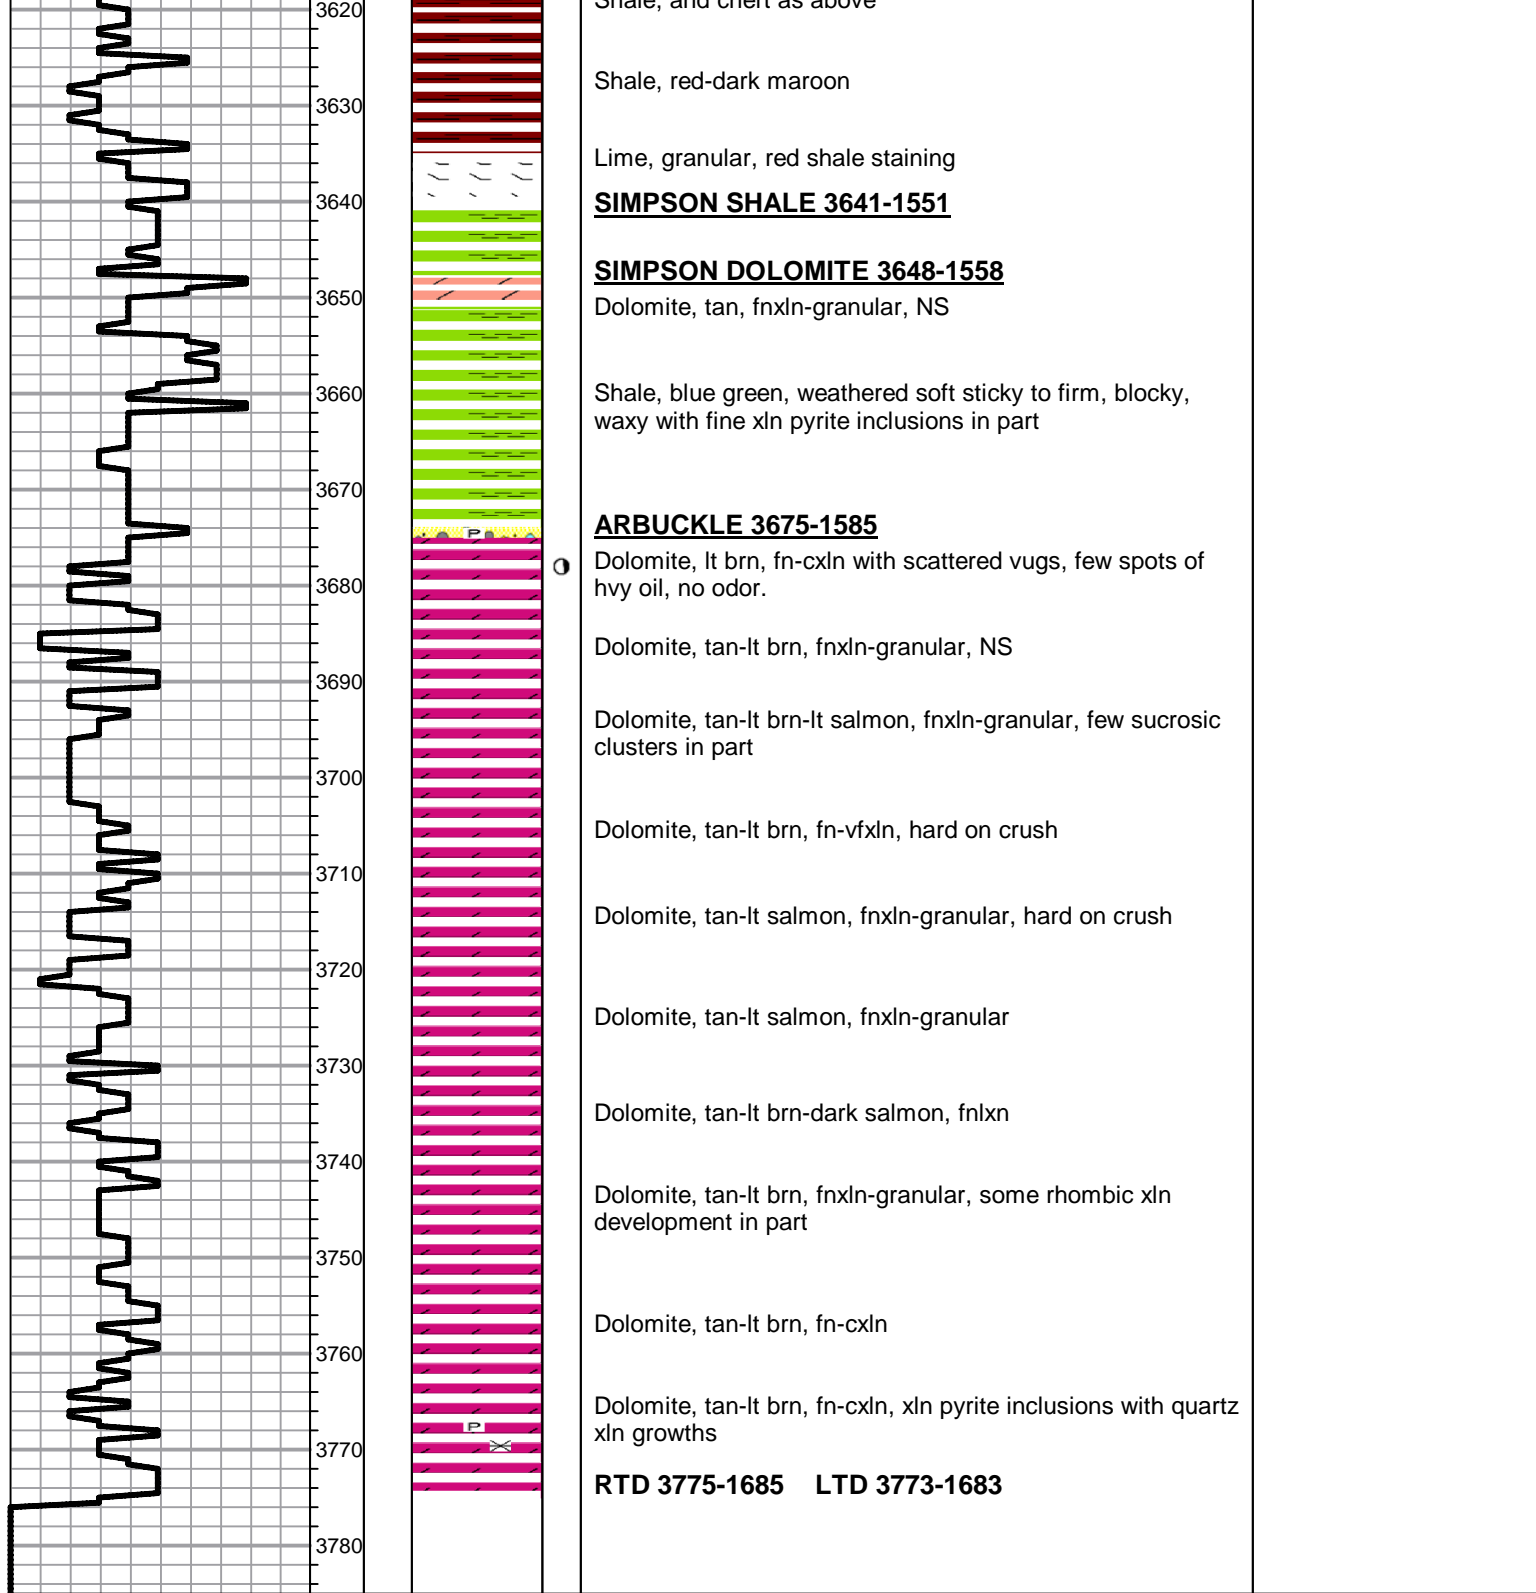 3620
Shale, and chert as above
Shale, red-dark maroon
3630
Lime, granular, red shale staining
3640
SIMPSON SHALE 3641-1551
SIMPSON DOLOMITE 3648-1558
3650
Dolomite, tan, fnxln-granular, NS
3660
Shale, blue green, weathered soft sticky to firm, blocky,
waxy with fine xln pyrite inclusions in part
3670
ARBUCKLE 3675-1585
P
Dolomite, lt brn, fn-cxln with scattered vugs, few spots of
hvy oil, no odor.
3680
Dolomite, tan-lt brn, fnxln-granular, NS
3690
Dolomite, tan-lt brn-lt salmon, fnxln-granular, few sucrosic
clusters in part
3700
Dolomite, tan-lt brn, fn-vfxln, hard on crush
3710
Dolomite, tan-lt salmon, fnxln-granular, hard on crush
3720
Dolomite, tan-lt salmon, fnxln-granular
3730
Dolomite, tan-lt brn-dark salmon, fnlxn
3740
Dolomite, tan-lt brn, fnxln-granular, some rhombic xln
development in part
3750
Dolomite, tan-lt brn, fn-cxln
3760
Dolomite, tan-lt brn, fn-cxln, xln pyrite inclusions with quartz
xln growths
P
3770
RTD 3775-1685 LTD 3773-1683
3780